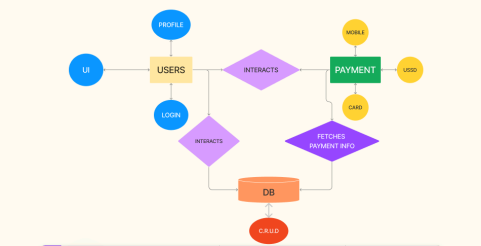 PROFILE
MOBILE
UI
USERS
INTERACTS
PAYMENT
USSD
LOGIN
CARD
INTERACTS
FETCHES
PAYMENT INFO
DB
C.R.U.D